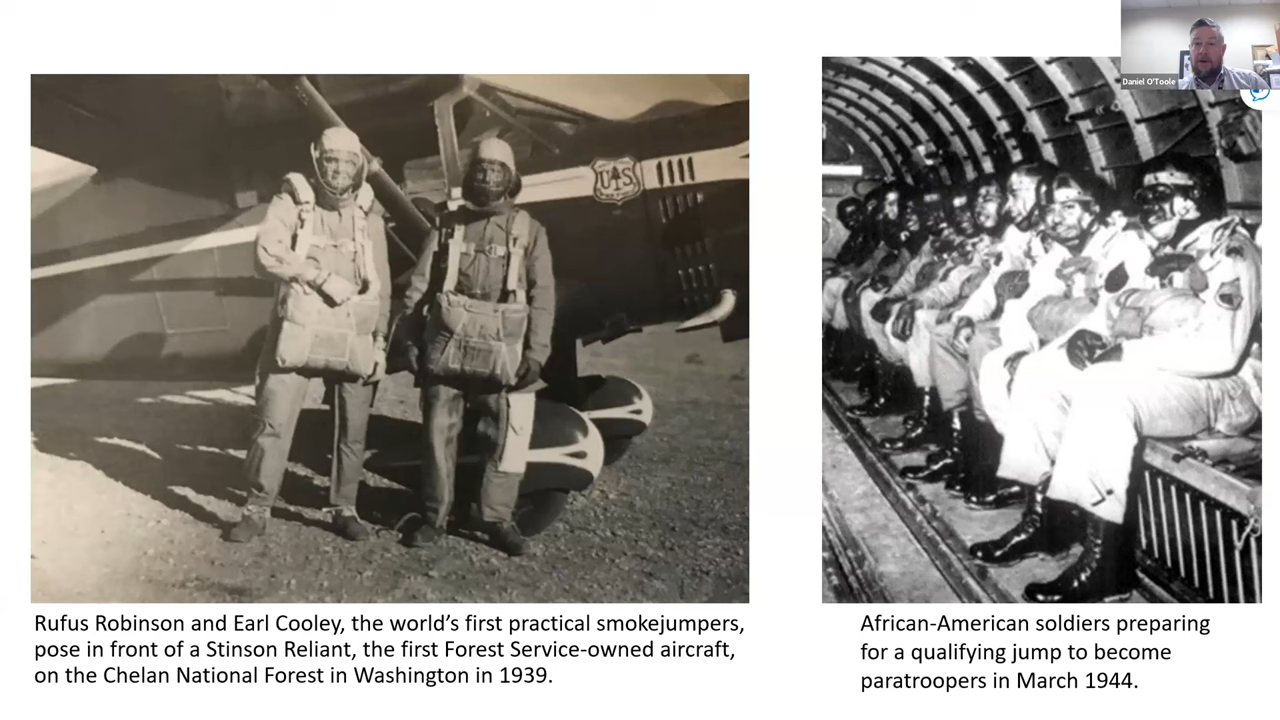 Daniel O'Toole
U S
Rufus Robinson and Earl Cooley, the world's first practical smokejumpers,
pose in front of a Stinson Reliant, the first Forest Service-owned aircraft,
on the Chelan National Forest in Washington in 1939.
African-American soldiers preparing
for a qualifying jump to become
paratroopers in March 1944.